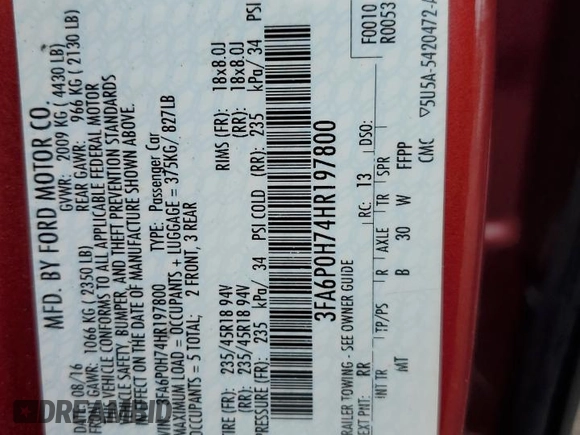 MFD. BY FORD MOTOR CO.
DATE: 08/16 GVWR: 2009 KG ( 4430 LB)
FRONT GAWR: 1066 KG ( 2350 LB) REAR GAWR: 966 KG ( 2130 LB)
VEHICLE CONFORMS TO ALL APPLICABLE FEDERAL MOTOR
VEHICLE SAFETY, BUMPER, AND THEFT PREVENTION STANDARDS
IN EFFECT ON THE DATE OF MANUFACTURE SHOWN ABOVE.
VIN: 3FA6P0H74HR197800 TYPE: Passenger Car
MAXIMUM LOAD = OCCUPANTS + LUGGAGE = 375KG/ 827LB
OCCUPANTS = 5 TOTAL; 2 FRONT, 3 REAR
TIRE (FR): 235/45R18 94V RIMS (FR): 18x8.0J
(RR): 235/45R18 94V (RR): 18x8.0J
PRESSURE (FR): 235 kPa/ 34 PSI COLD (RR): 235 kPa/ 34 PSI
3FA6P0H74HR197800
TRAILER TOWING - SEE OWNER GUIDE
F0010
R0053
EXT PNT: RR RC: 13 DSO:
INT TR TP/PS R AXLE TR SPR
MT B 30 W FFPP
CMC ▽5U5A-5420472-A
DREAMBID